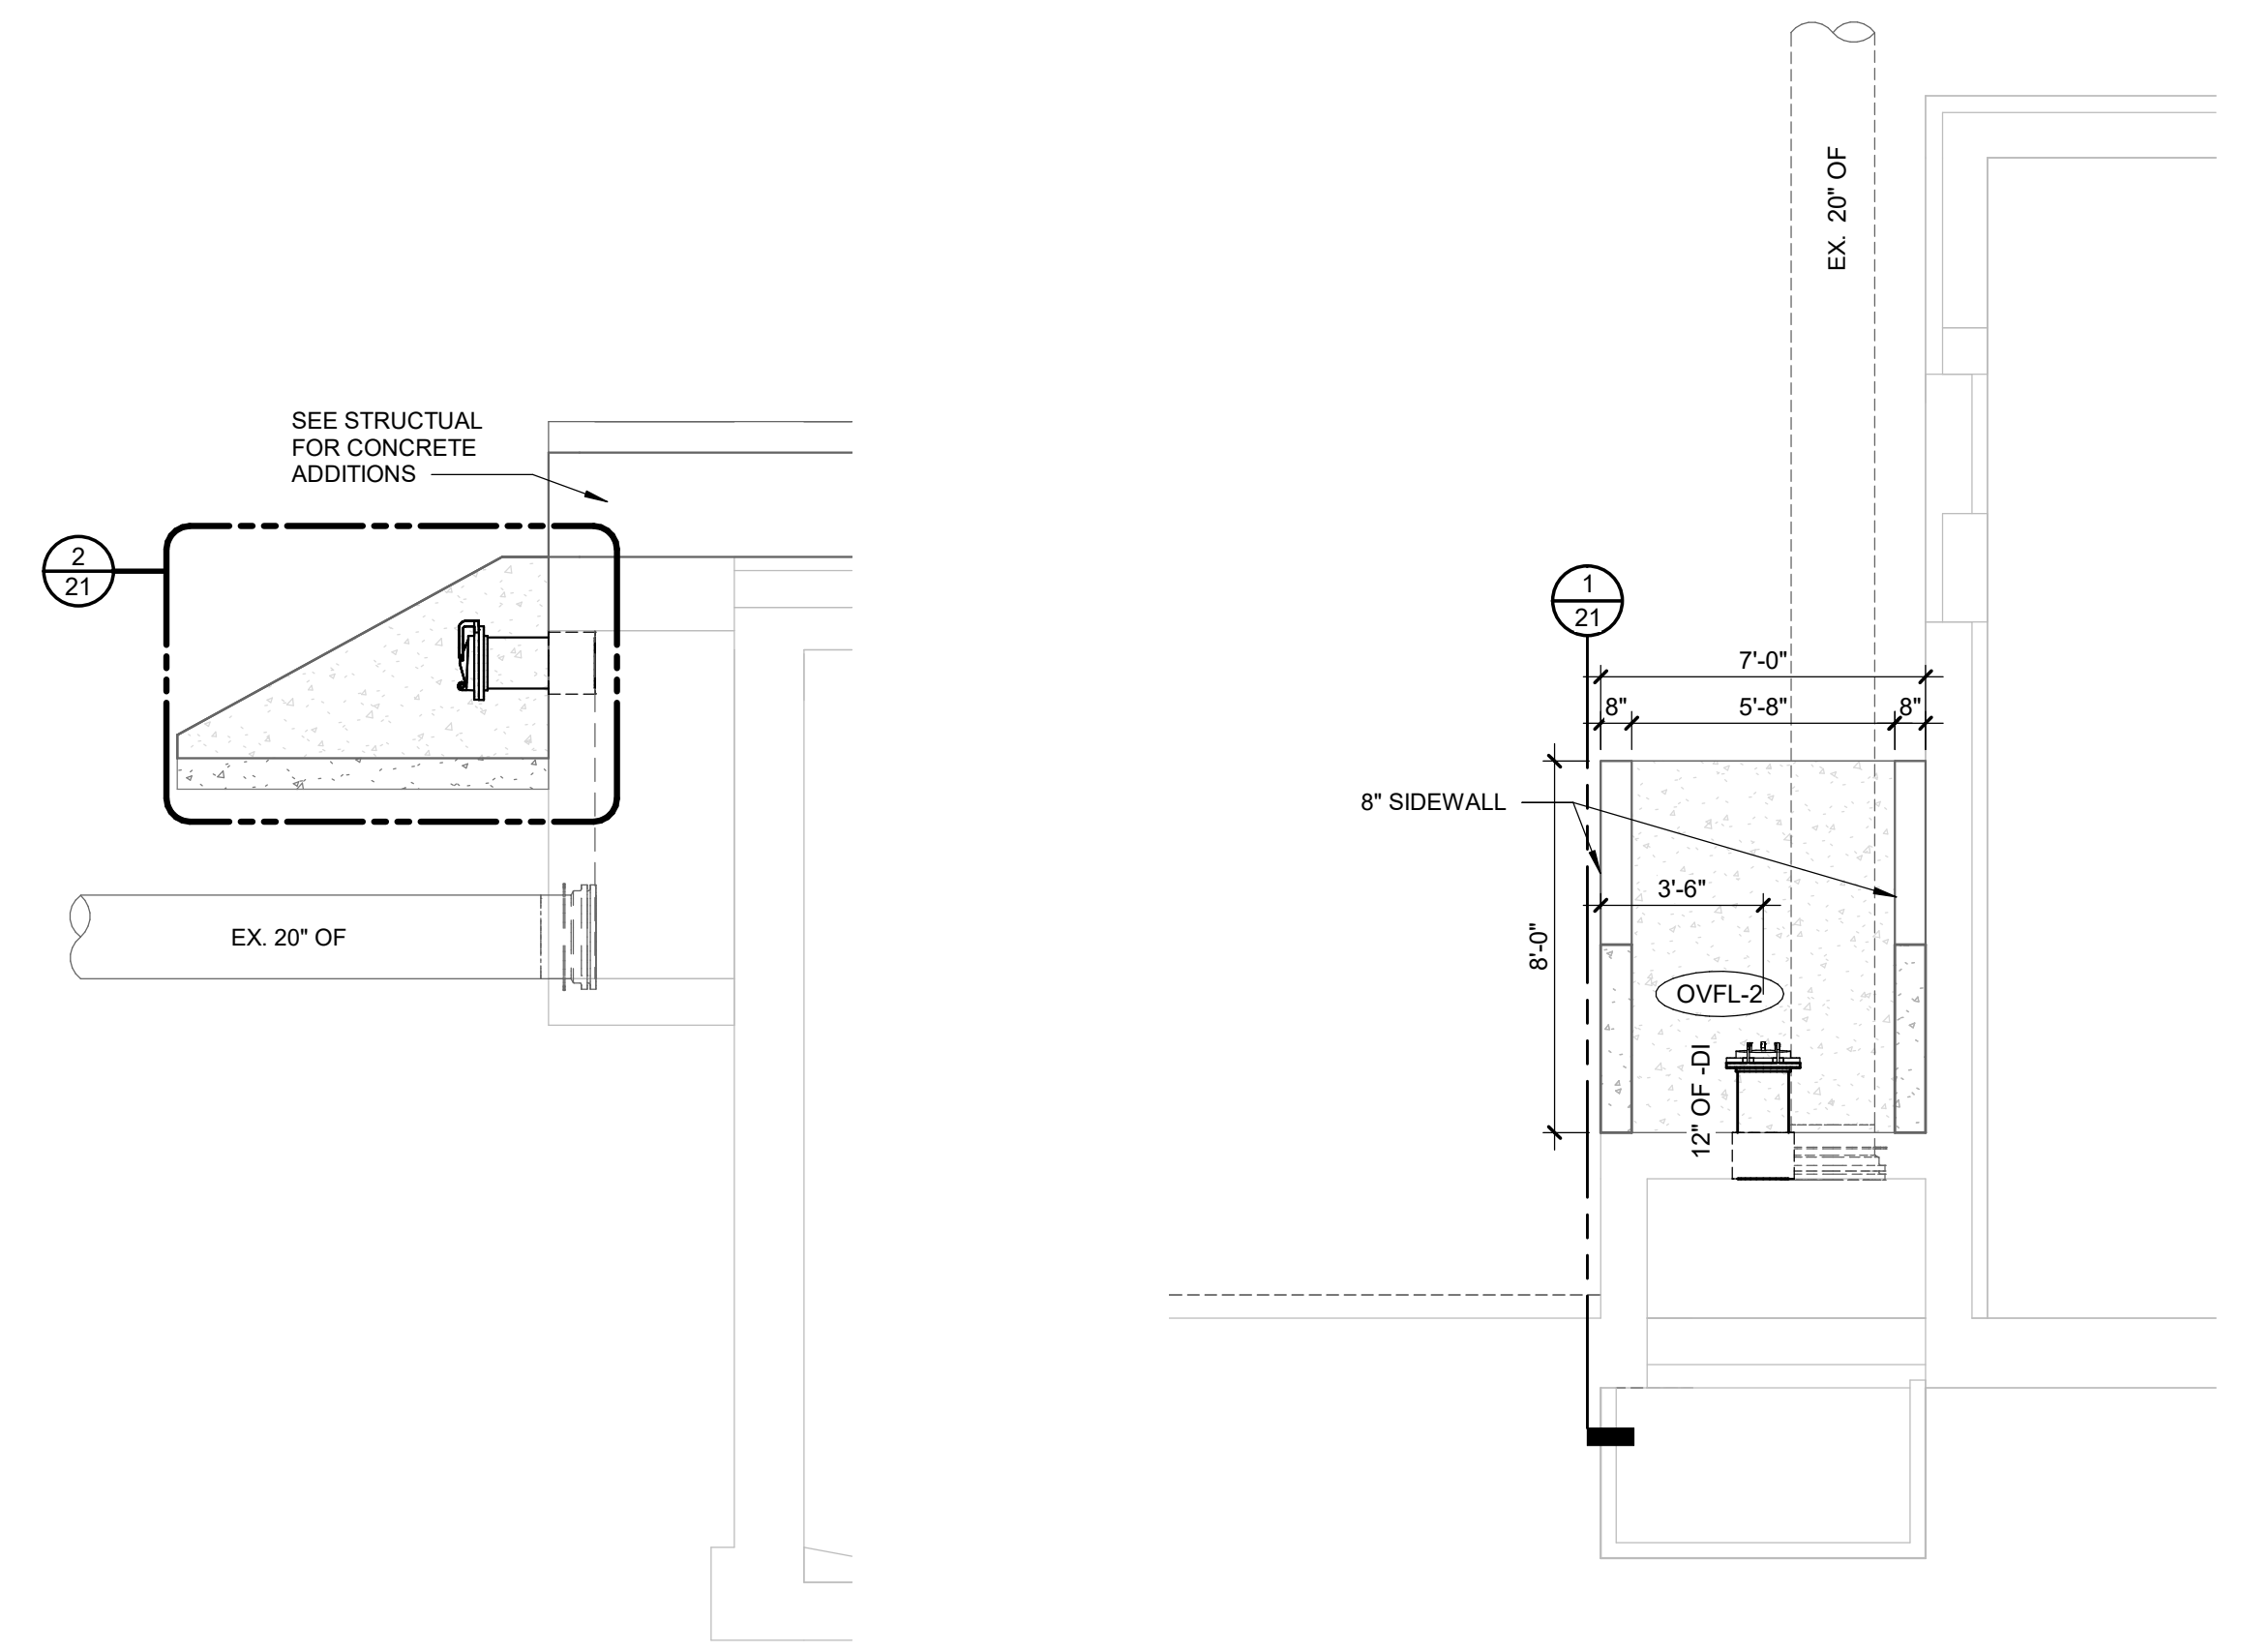 SEE STRUCTUAL
FOR CONCRETE
ADDITIONS
2
21
EX. 20" OF
EX. 20" OF
1
21
7'-0"
8"
5'-8"
8"
8" SIDEWALL
3'-6"
8'-0"
OVFL-2
12" OF -DI